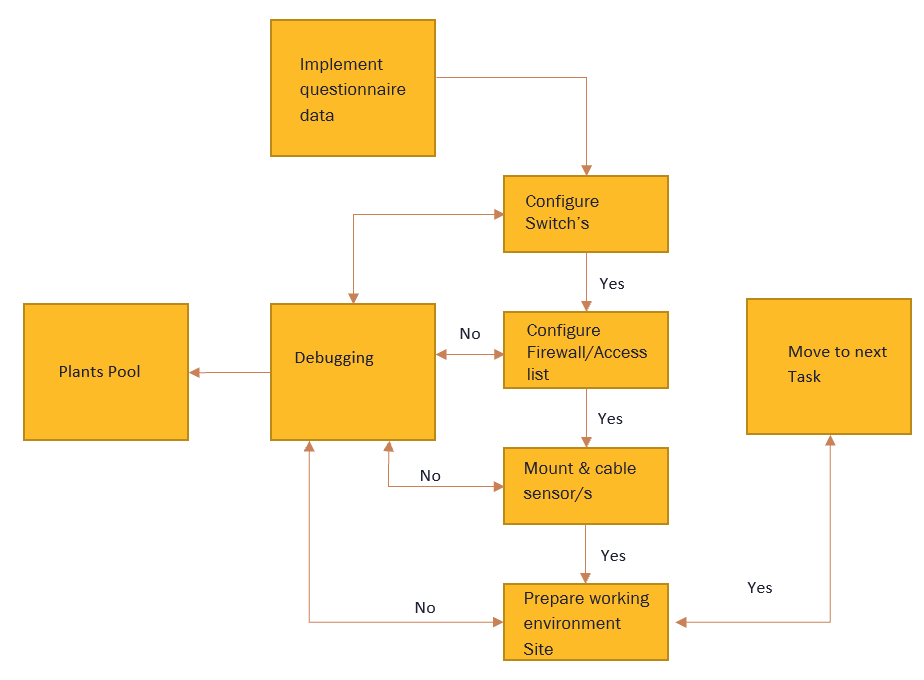 Implement
questionnaire
data
Configure
Switch's
Yes
No
Configure
Firewall/Access
list
Debugging
Plants Pool
Move to next
Task
Yes
Mount & cable
sensor/s
No
Yes
Yes
Prepare working
environment
Site
No